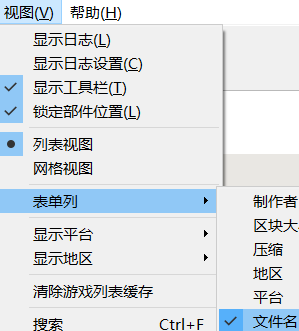 视图(V) 帮助(H)
显示日志(L)
显示日志设置(C)
显示工具栏(T)
锁定部件位置(L)
列表视图
网格视图
表单列
制作者
显示平台
区块大
压缩
显示地区
地区
清除游戏列表缓存
平台
搜索 Ctrl+F
文件名